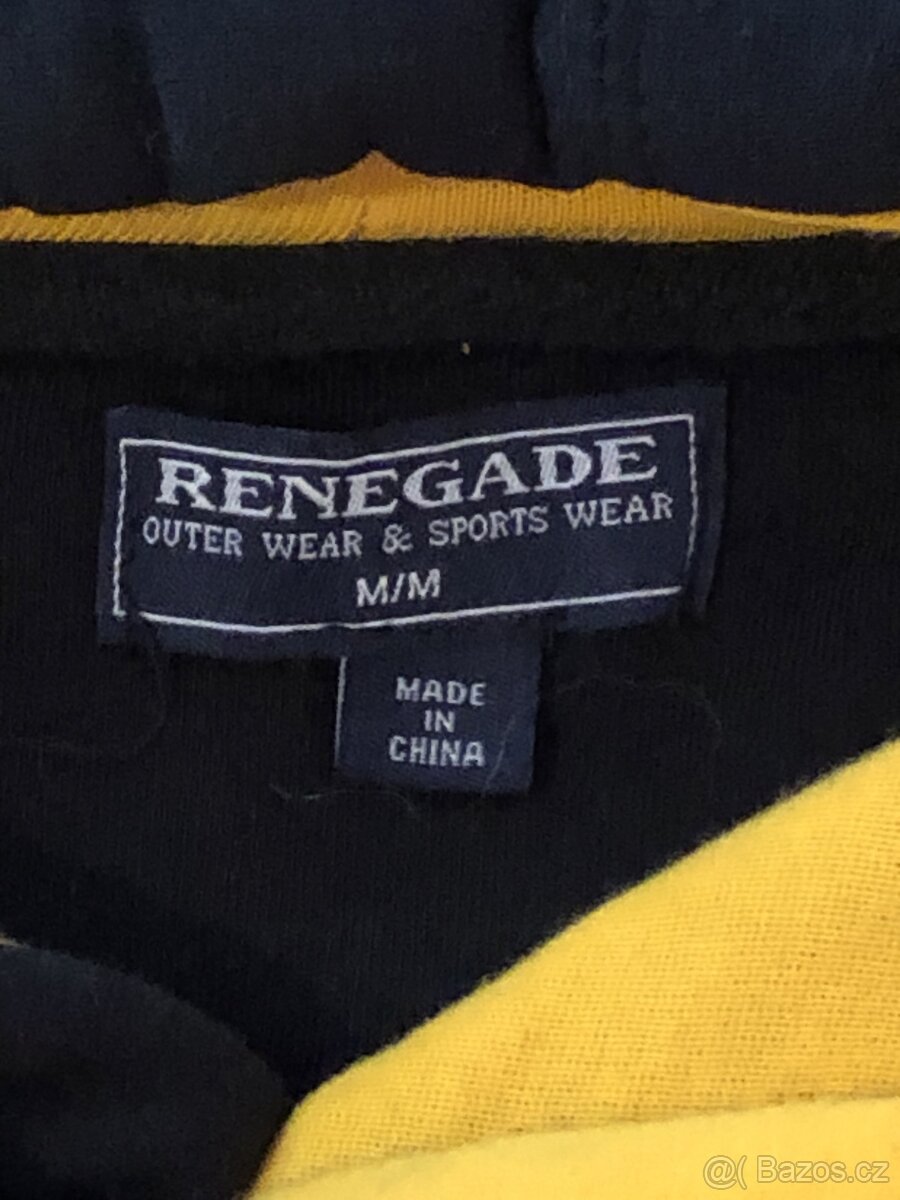 RENEGADE
OUTER WEAR & SPORTS WEAR
M/M
MADE
IN
CHINA
@( Bazos.cz